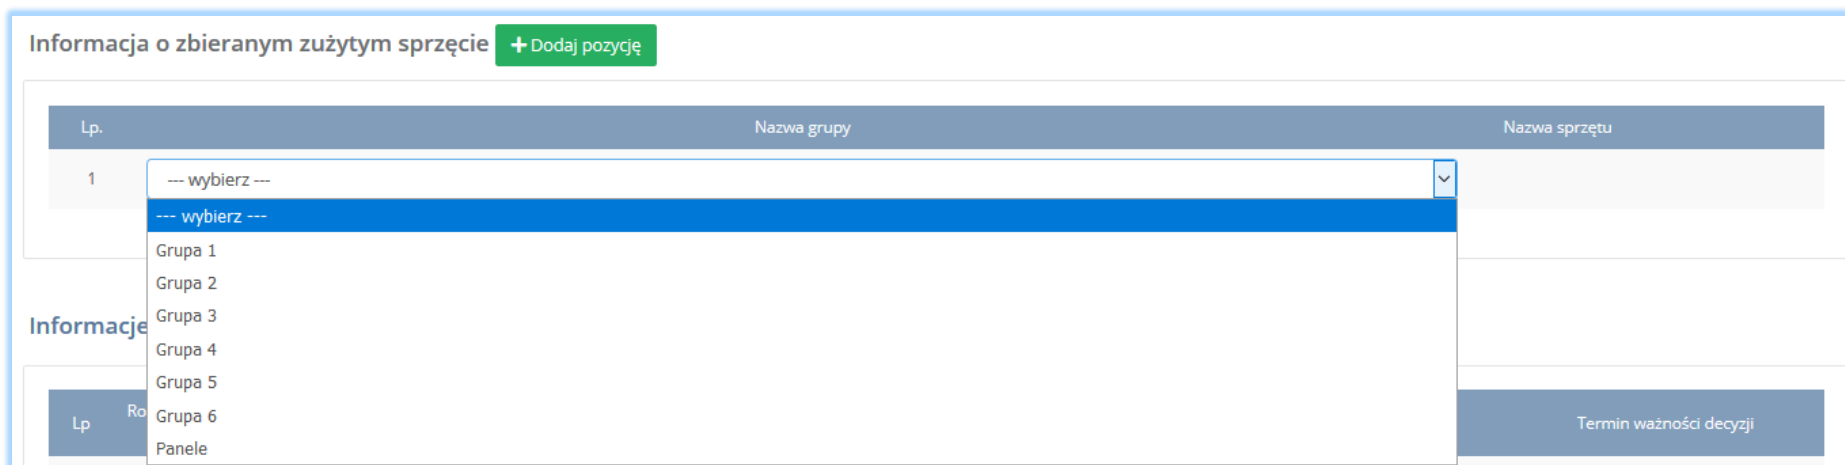 Informacja o zbieranym zużytym sprzęcie + Dodaj pozycję
Lp. Nazwa grupy Nazwa sprzętu
1 --- wybierz ---
--- wybierz ---
Grupa 1
Grupa 2
Grupa 3
Informacje
Grupa 4
Grupa 5
Lp Ro Termin ważności decyzji
Grupa 6
Panele